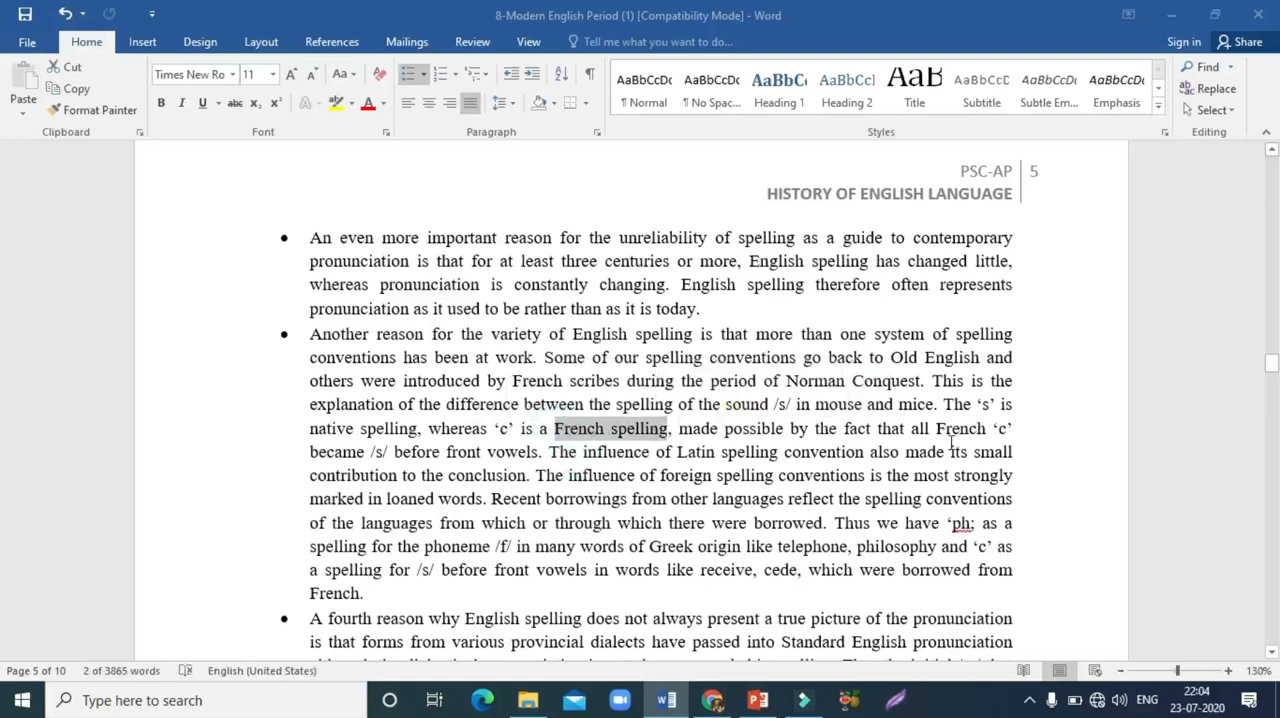 8-Modern English Period (1) [Compatibility Mode] - Word
File Home Insert Design Layout References Mailings Review View Tell me what you want to do... Sign in Share
Cut
Copy
Format Painter
Paste
Clipboard
Times New Ro 11
Font
Paragraph
AaBbCcDc AaBbCcDc AaBbC AaBbCcl AaB AaBbCcD AaBbCcDt AaBbCcDt
¶ Normal ¶ No Spac... Heading 1 Heading 2 Title Subtitle Subtle Em... Emphasis
Styles
Find
Replace
Select
Editing
PSC-AP 5
HISTORY OF ENGLISH LANGUAGE
• An even more important reason for the unreliability of spelling as a guide to contemporary
pronunciation is that for at least three centuries or more, English spelling has changed little,
whereas pronunciation is constantly changing. English spelling therefore often represents
pronunciation as it used to be rather than as it is today.
• Another reason for the variety of English spelling is that more than one system of spelling
conventions has been at work. Some of our spelling conventions go back to Old English and
others were introduced by French scribes during the period of Norman Conquest. This is the
explanation of the difference between the spelling of the sound /s/ in mouse and mice. The ‘s’ is
native spelling, whereas ‘c’ is a French spelling, made possible by the fact that all French ‘c’
became /s/ before front vowels. The influence of Latin spelling convention also made its small
contribution to the conclusion. The influence of foreign spelling conventions is the most strongly
marked in loaned words. Recent borrowings from other languages reflect the spelling conventions
of the languages from which or through which there were borrowed. Thus we have ‘ph; as a
spelling for the phoneme /f/ in many words of Greek origin like telephone, philosophy and ‘c’ as
a spelling for /s/ before front vowels in words like receive, cede, which were borrowed from
French.
• A fourth reason why English spelling does not always present a true picture of the pronunciation
is that forms from various provincial dialects have passed into Standard English pronunciation
Page 5 of 10 2 of 3865 words English (United States) 130%
Type here to search
ENG
22:04
23-07-2020